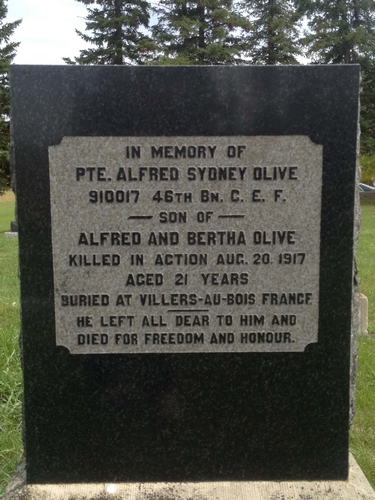 IN MEMORY OF
PTE. ALFRED SYDNEY OLIVE
910017 46TH BN. C. E. F.
— SON OF —
ALFRED AND BERTHA OLIVE
KILLED IN ACTION AUG. 20. 1917
AGED 21 YEARS
BURIED AT VILLERS-AU-BOIS FRANCE
HE LEFT ALL DEAR TO HIM AND
DIED FOR FREEDOM AND HONOUR.